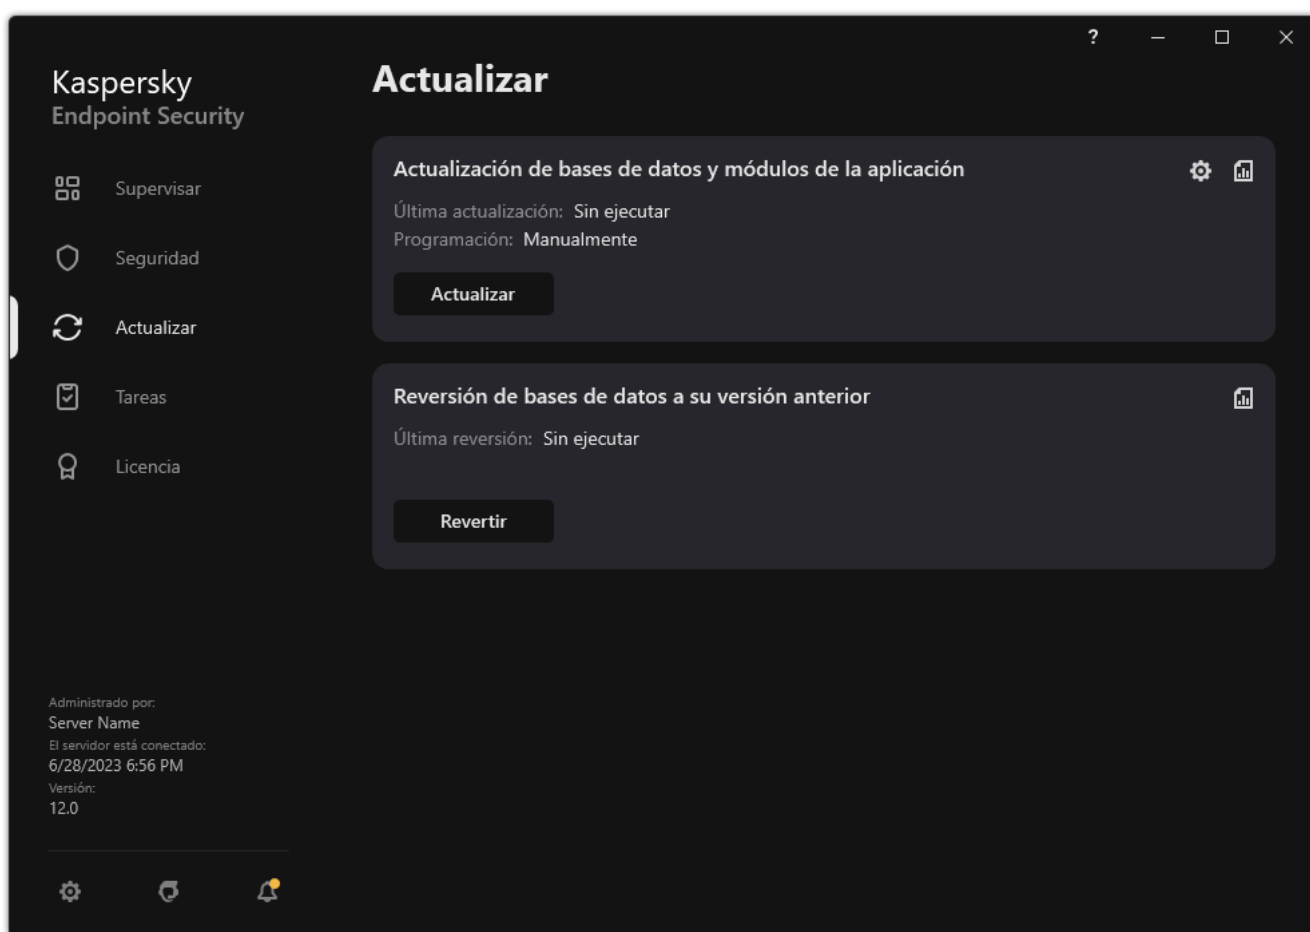 ?
Kaspersky
Endpoint Security
Supervisar
Seguridad
Actualizar
Tareas
Licencia
Administrado por:
Server Name
El servidor está conectado:
6/28/2023 6:56 PM
Versión:
12.0
Actualizar
Actualización de bases de datos y módulos de la aplicación
Última actualización: Sin ejecutar
Programación: Manualmente
Actualizar
Reversión de bases de datos a su versión anterior
Última reversión: Sin ejecutar
Revertir